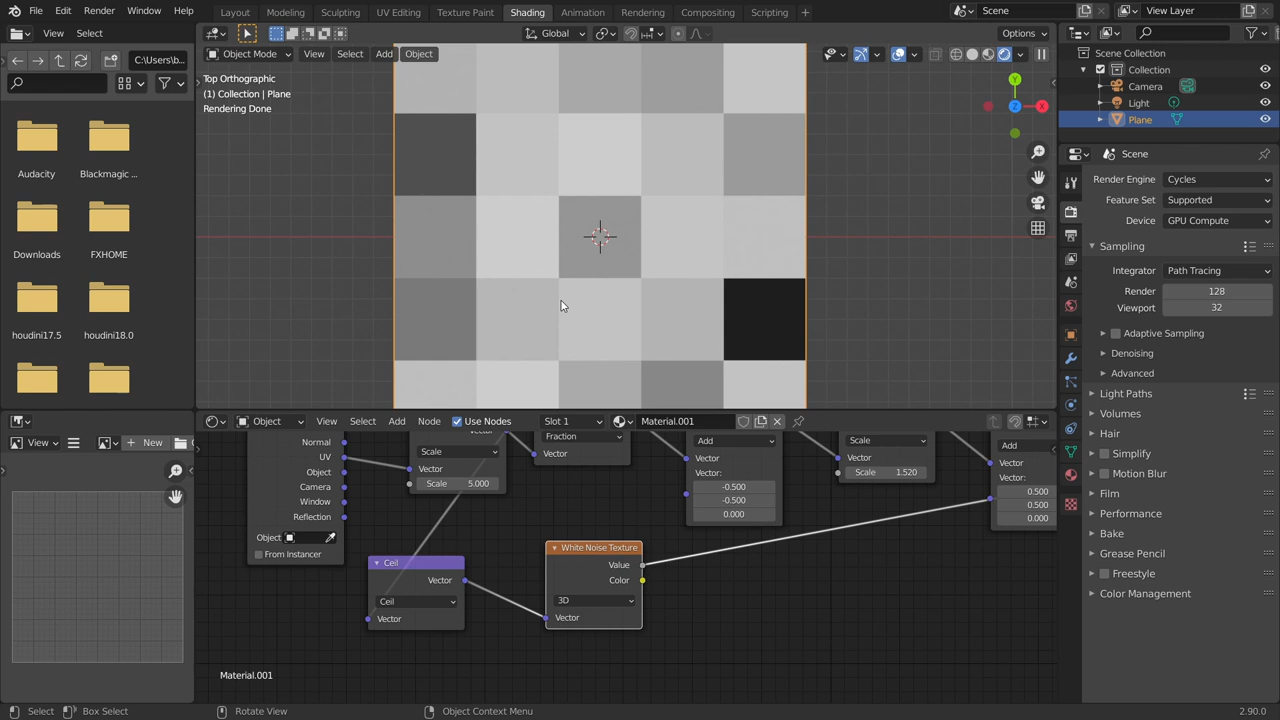 File Edit Render Window Help Layout Modeling Sculpting UV Editing Texture Paint Shading Animation Rendering Compositing Scripting + Scene View Layer
View Select Global Options
C:\Users\b...
Object Mode View Select Add Object
Top Orthographic
(1) Collection | Plane
Rendering Done
Y
Z
X
Audacity Blackmagic ...
Downloads FXHOME
houdini17.5 houdini18.0
Scene Collection
Collection
Camera
Light
Plane
Scene
Render Engine Cycles
Feature Set Supported
Device GPU Compute
Sampling
Integrator Path Tracing
Render 128
Viewport 32
Adaptive Sampling
Denoising
Advanced
Light Paths
Volumes
Hair
Simplify
Motion Blur
Film
Performance
Bake
Grease Pencil
Freestyle
Color Management
View New
Object View Select Add Node Use Nodes Slot 1 Material.001
Normal
UV
Object
Camera
Window
Reflection
Object
From Instancer
Vector
Scale
Vector
Scale 5.000
Fraction
Vector
Add
Vector:
-0.500
-0.500
0.000
Scale
Vector
Scale 1.520
Add
Vector:
0.500
0.500
0.000
Ceil
Vector
Ceil
Vector
White Noise Texture
Value
Color
3D
Vector
Material.001
Select Box Select Rotate View Object Context Menu 2.90.0